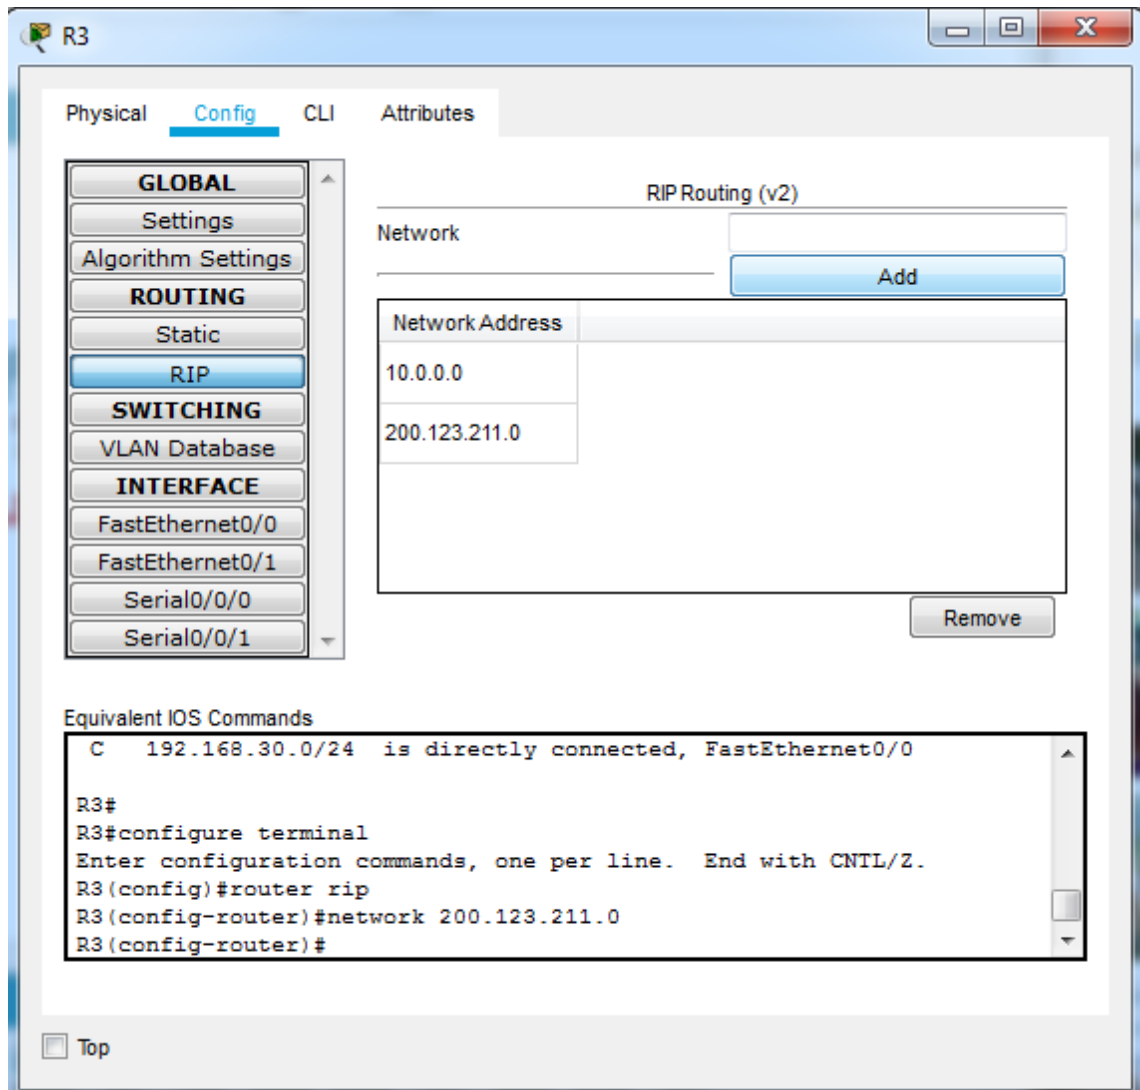 R3
Physical Config CLI Attributes
GLOBAL
Settings
Algorithm Settings
ROUTING
Static
RIP
SWITCHING
VLAN Database
INTERFACE
FastEthernet0/0
FastEthernet0/1
Serial0/0/0
Serial0/0/1
RIP Routing (v2)
Network
Add
Network Address
10.0.0.0
200.123.211.0
Remove
Equivalent IOS Commands
C 192.168.30.0/24 is directly connected, FastEthernet0/0
R3#
R3#configure terminal
Enter configuration commands, one per line. End with CNTL/Z.
R3(config)#router rip
R3(config-router)#network 200.123.211.0
R3(config-router)#
Top